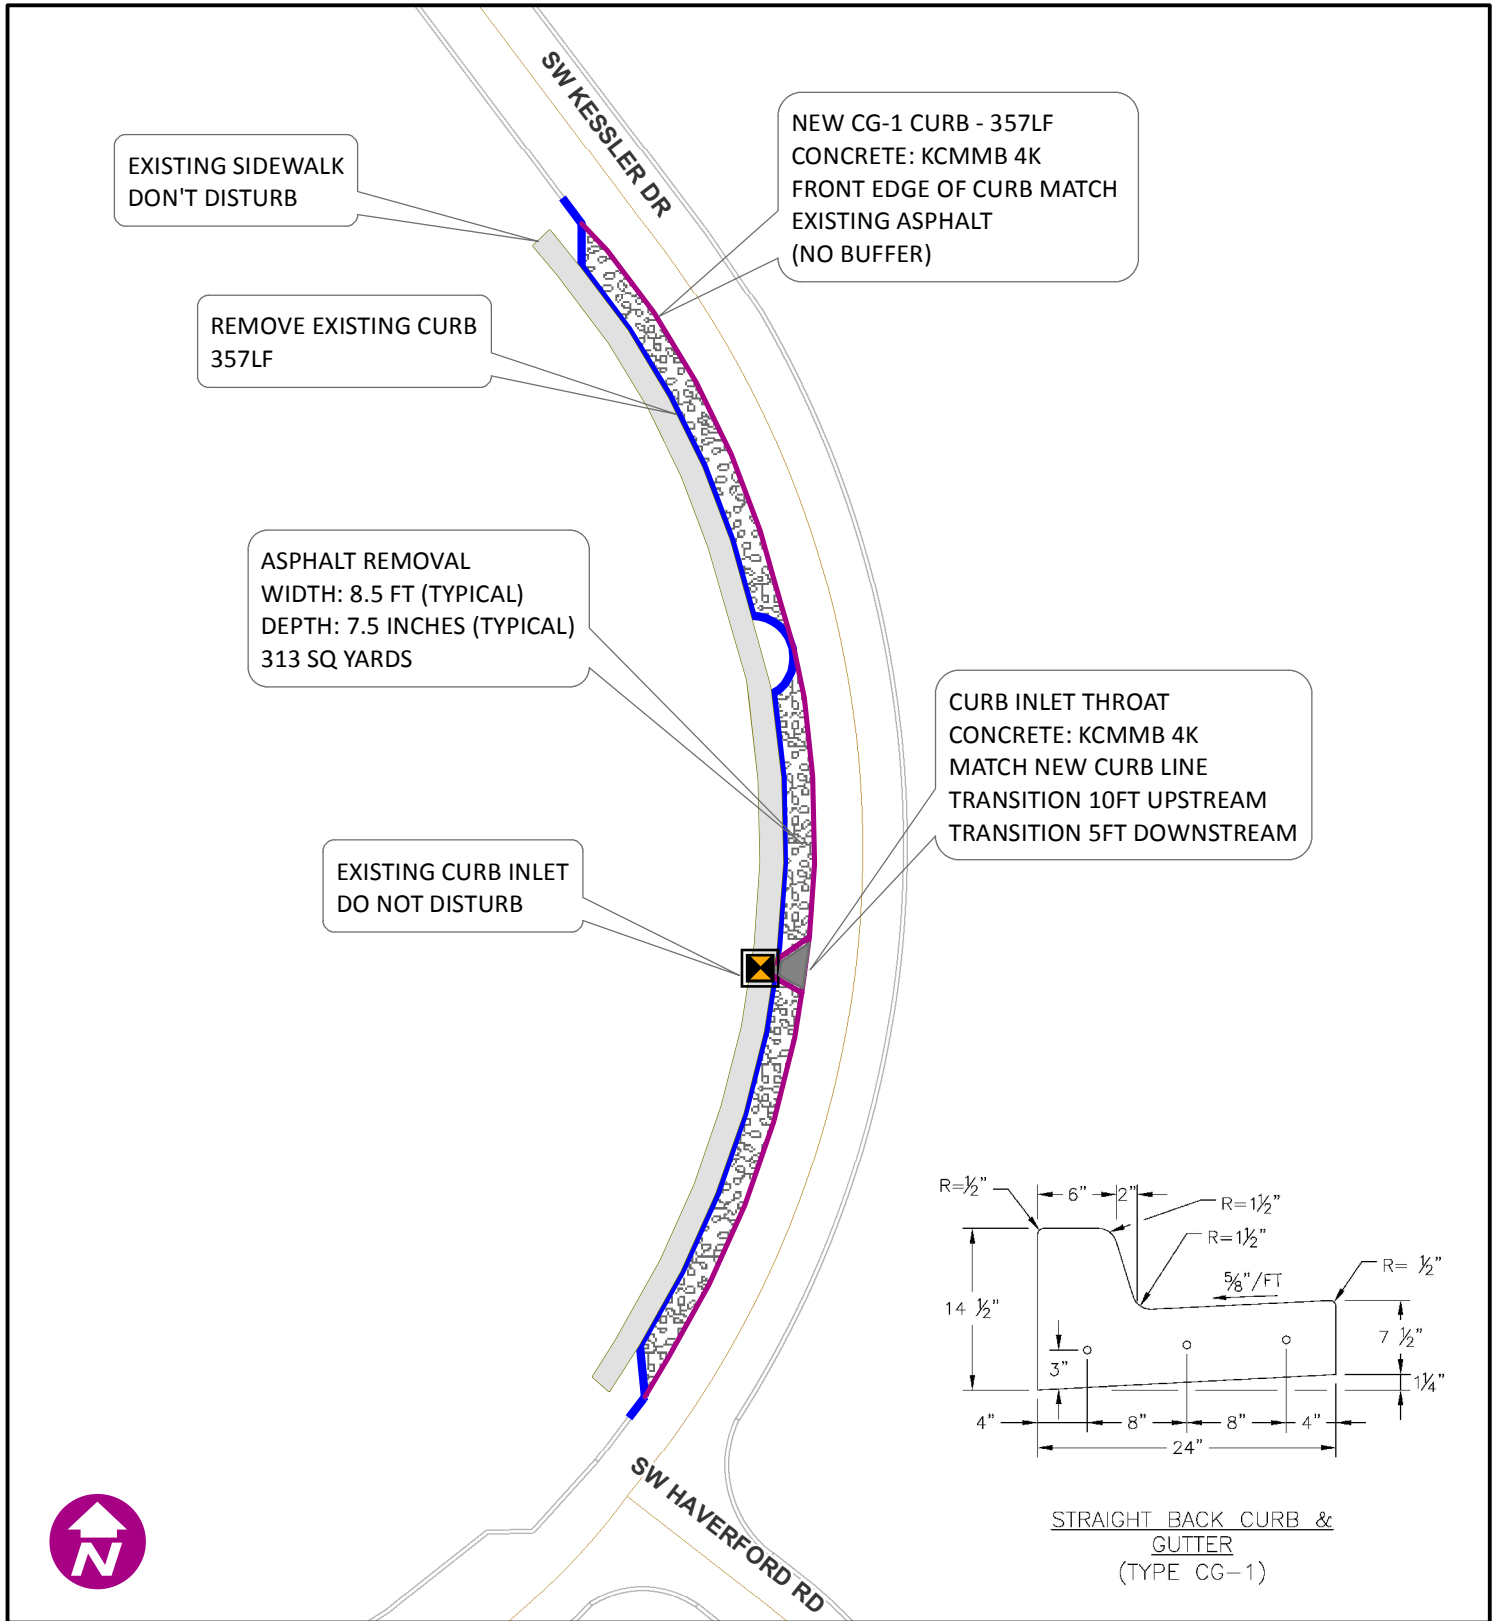 SW KESSLER DR
NEW CG-1 CURB - 357LF
CONCRETE: KCMMB 4K
FRONT EDGE OF CURB MATCH
EXISTING ASPHALT
(NO BUFFER)
EXISTING SIDEWALK
DON'T DISTURB
REMOVE EXISTING CURB
357LF
ASPHALT REMOVAL
WIDTH: 8.5 FT (TYPICAL)
DEPTH: 7.5 INCHES (TYPICAL)
313 SQ YARDS
CURB INLET THROAT
CONCRETE: KCMMB 4K
MATCH NEW CURB LINE
TRANSITION 10FT UPSTREAM
TRANSITION 5FT DOWNSTREAM
EXISTING CURB INLET
DO NOT DISTURB
R=½"
6"
2"
R=1½"
R=1½"
⅝"/FT
R= ½"
14 ½"
7 ½"
3"
1¼"
4"
8"
8"
4"
24"
STRAIGHT BACK CURB &
GUTTER
(TYPE CG-1)
SW HAVERFORD RD
N